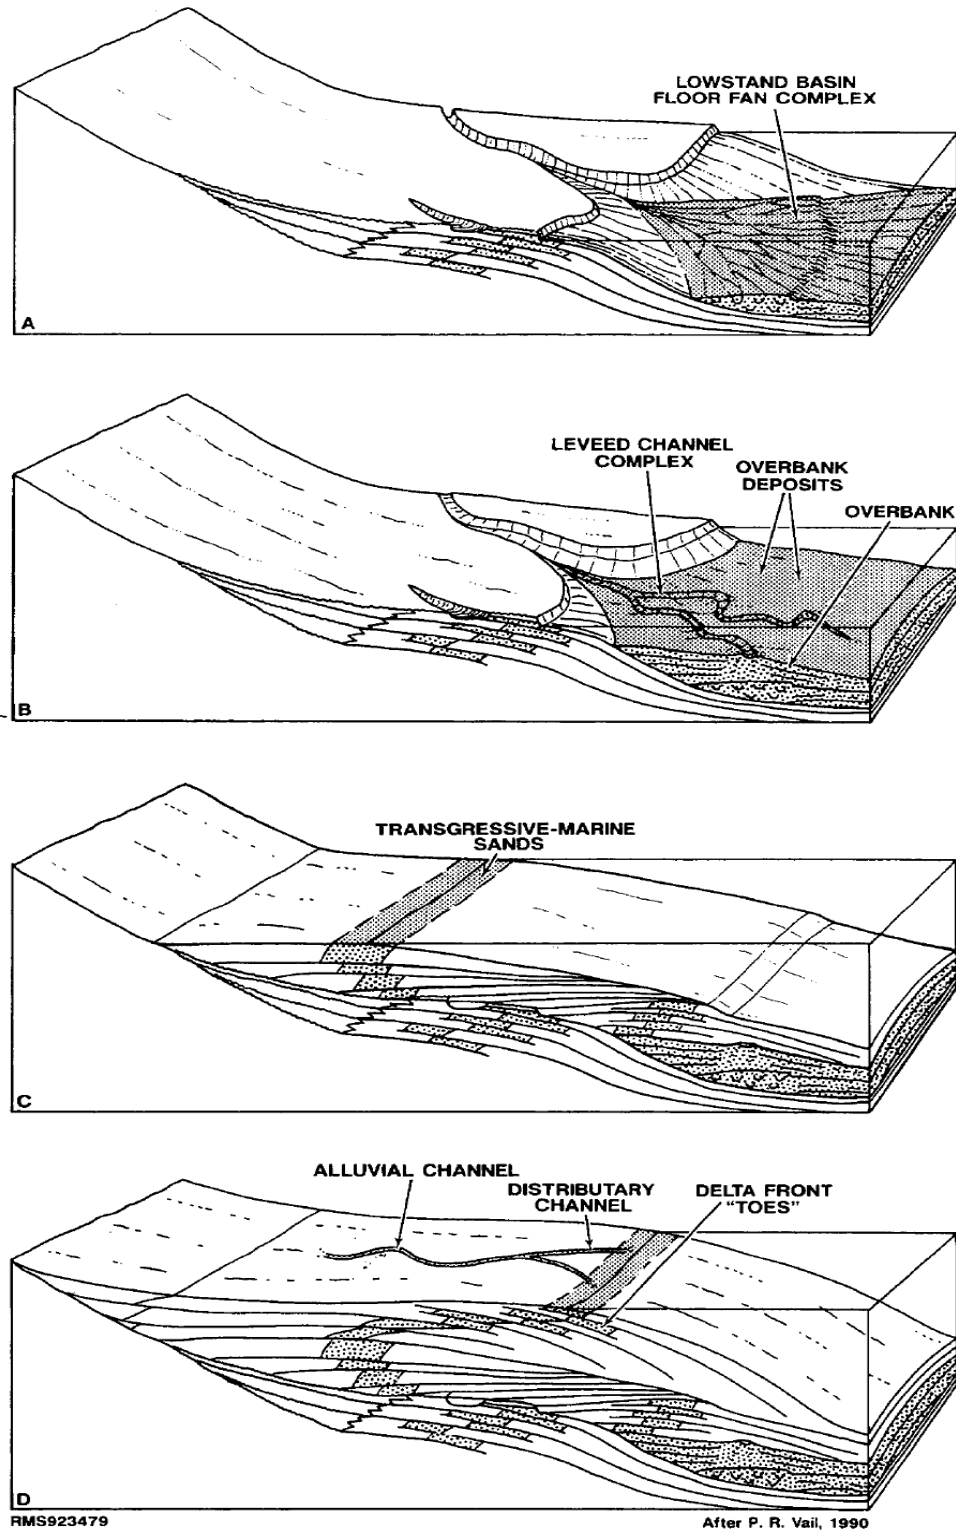 LOWSTAND BASIN
FLOOR FAN COMPLEX
A
LEVEED CHANNEL
COMPLEX
OVERBANK
DEPOSITS
OVERBANK
B
TRANSGRESSIVE-MARINE
SANDS
C
ALLUVIAL CHANNEL
DISTRIBUTARY
CHANNEL
DELTA FRONT
"TOES"
D
RMS923479
After P. R. Vail, 1990